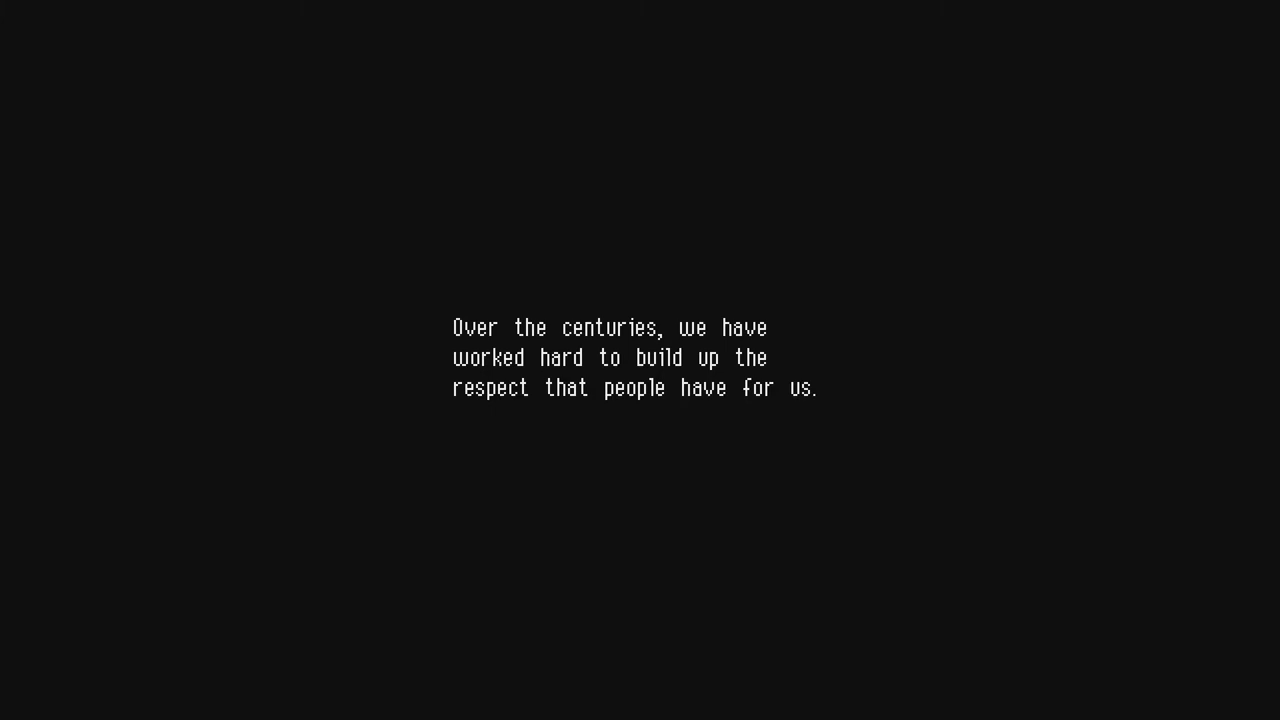 Over the centuries, we have
worked hard to build up the
respect that people have for us.